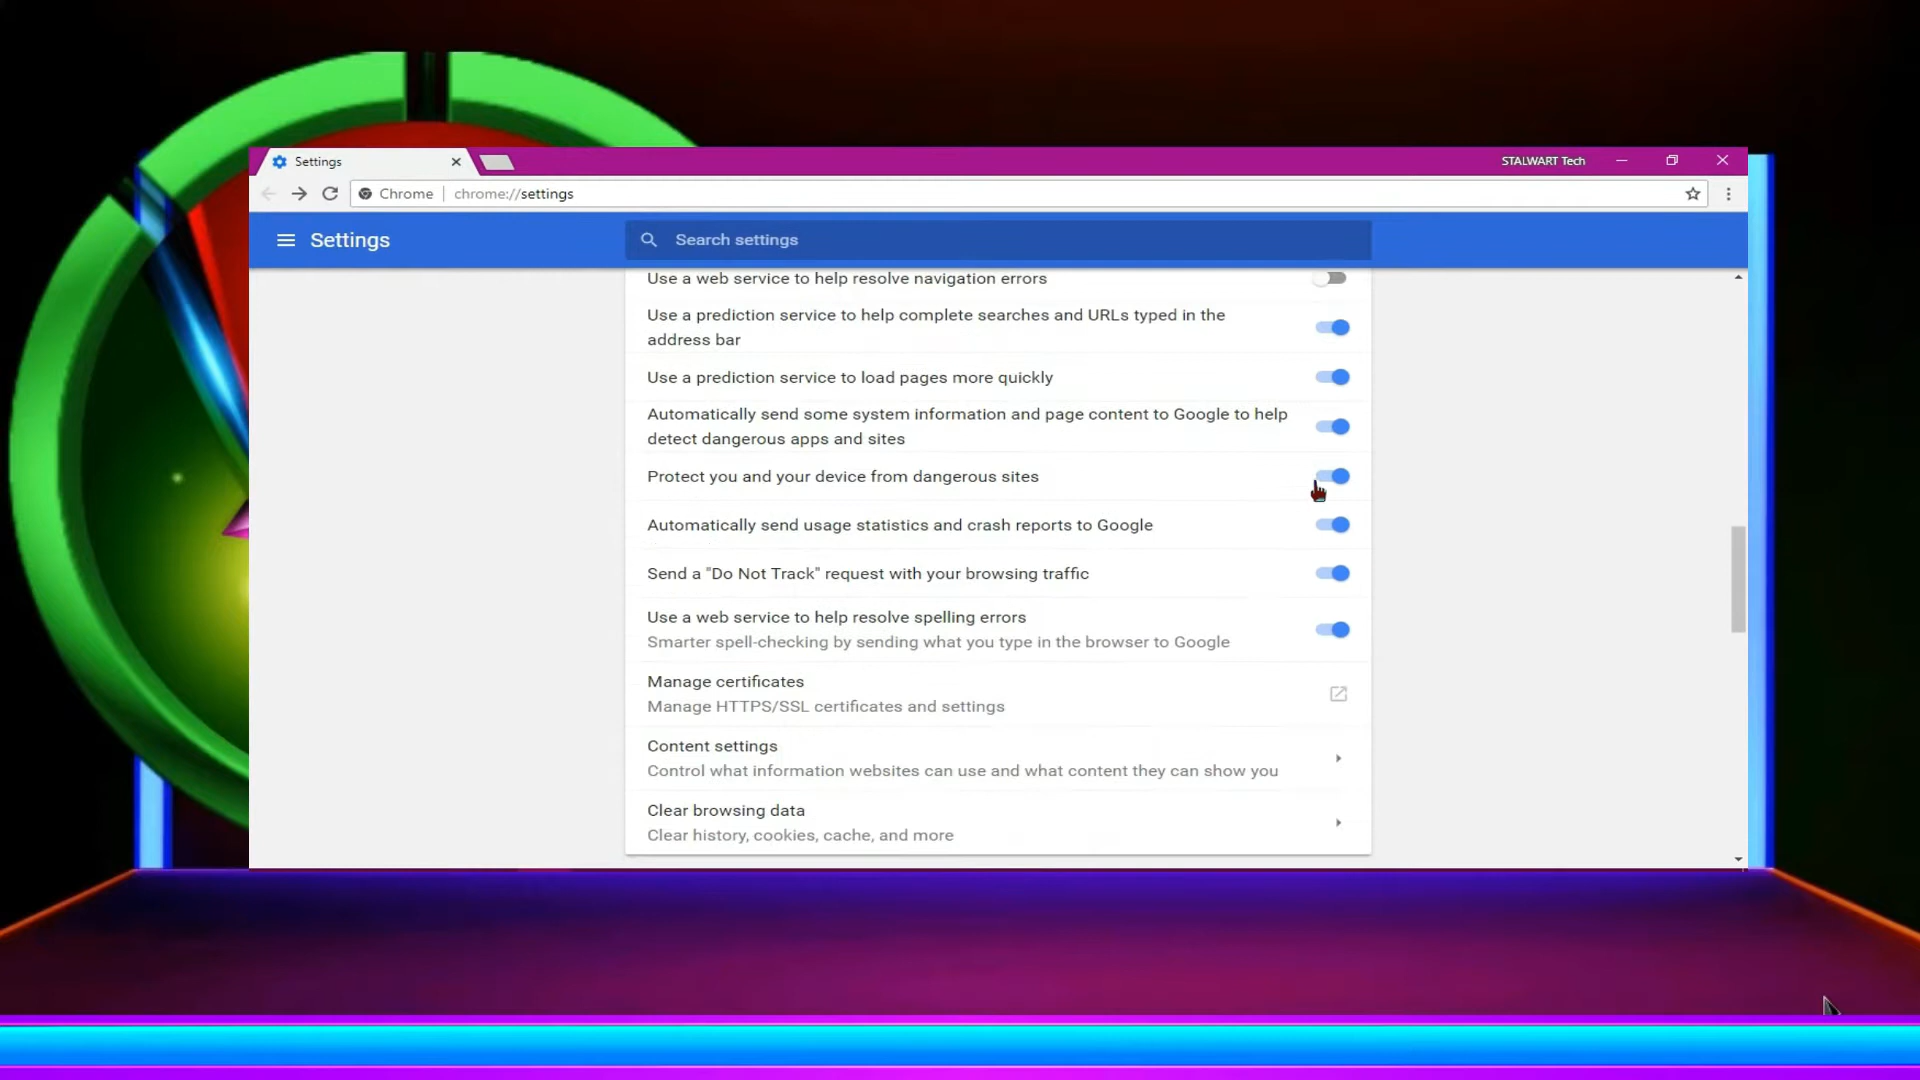 Settings
STALWART Tech
Chrome
chrome://settings
Settings
Search settings
Use a web service to help resolve navigation errors
Use a prediction service to help complete searches and URLs typed in the
address bar
Use a prediction service to load pages more quickly
Automatically send some system information and page content to Google to help
detect dangerous apps and sites
Protect you and your device from dangerous sites
Automatically send usage statistics and crash reports to Google
Send a "Do Not Track" request with your browsing traffic
Use a web service to help resolve spelling errors
Smarter spell-checking by sending what you type in the browser to Google
Manage certificates
Manage HTTPS/SSL certificates and settings
Content settings
Control what information websites can use and what content they can show you
Clear browsing data
Clear history, cookies, cache, and more